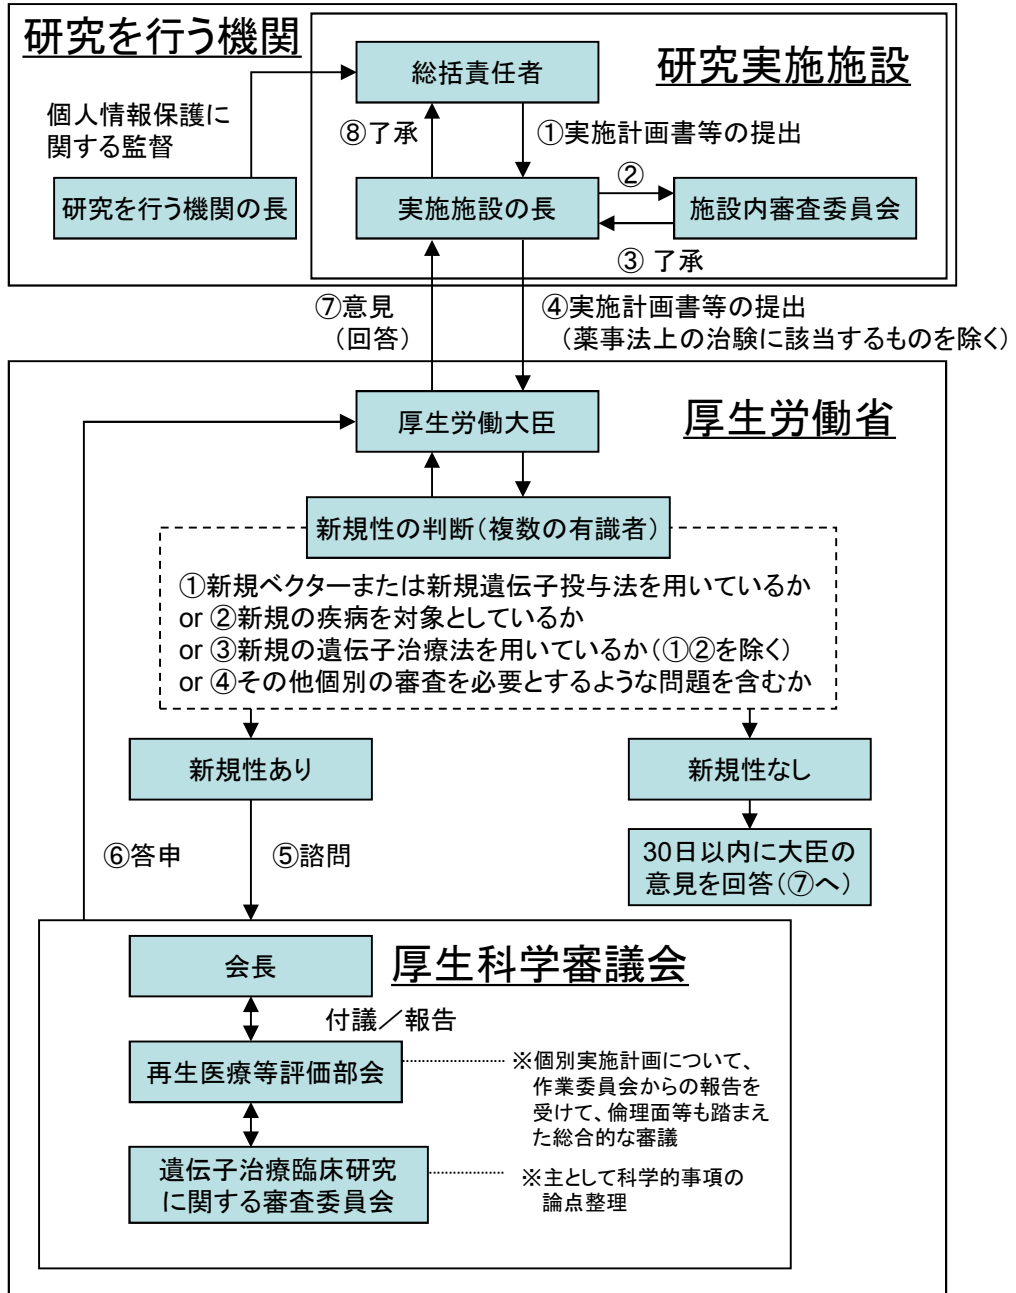 研究を行う機関
研究実施施設
総括責任者
個人情報保護に
関する監督
⑧了承
①実施計画書等の提出
研究を行う機関の長
実施施設の長
②
施設内審査委員会
③ 了承
⑦意見
（回答）
④実施計画書等の提出
（薬事法上の治験に該当するものを除く）
厚生労働省
厚生労働大臣
新規性の判断（複数の有識者）
①新規ベクターまたは新規遺伝子投与法を用いているか
or ②新規の疾病を対象としているか
or ③新規の遺伝子治療法を用いているか（①②を除く）
or ④その他個別の審査を必要とするような問題を含むか
新規性あり
新規性なし
⑥答申
⑤諮問
30日以内に大臣の
意見を回答（⑦へ）
厚生科学審議会
会長
付議／報告
再生医療等評価部会
※個別実施計画について、
作業委員会からの報告を
受けて、倫理面等も踏まえ
た総合的な審議
遺伝子治療臨床研究
に関する審査委員会
※主として科学的事項の
論点整理